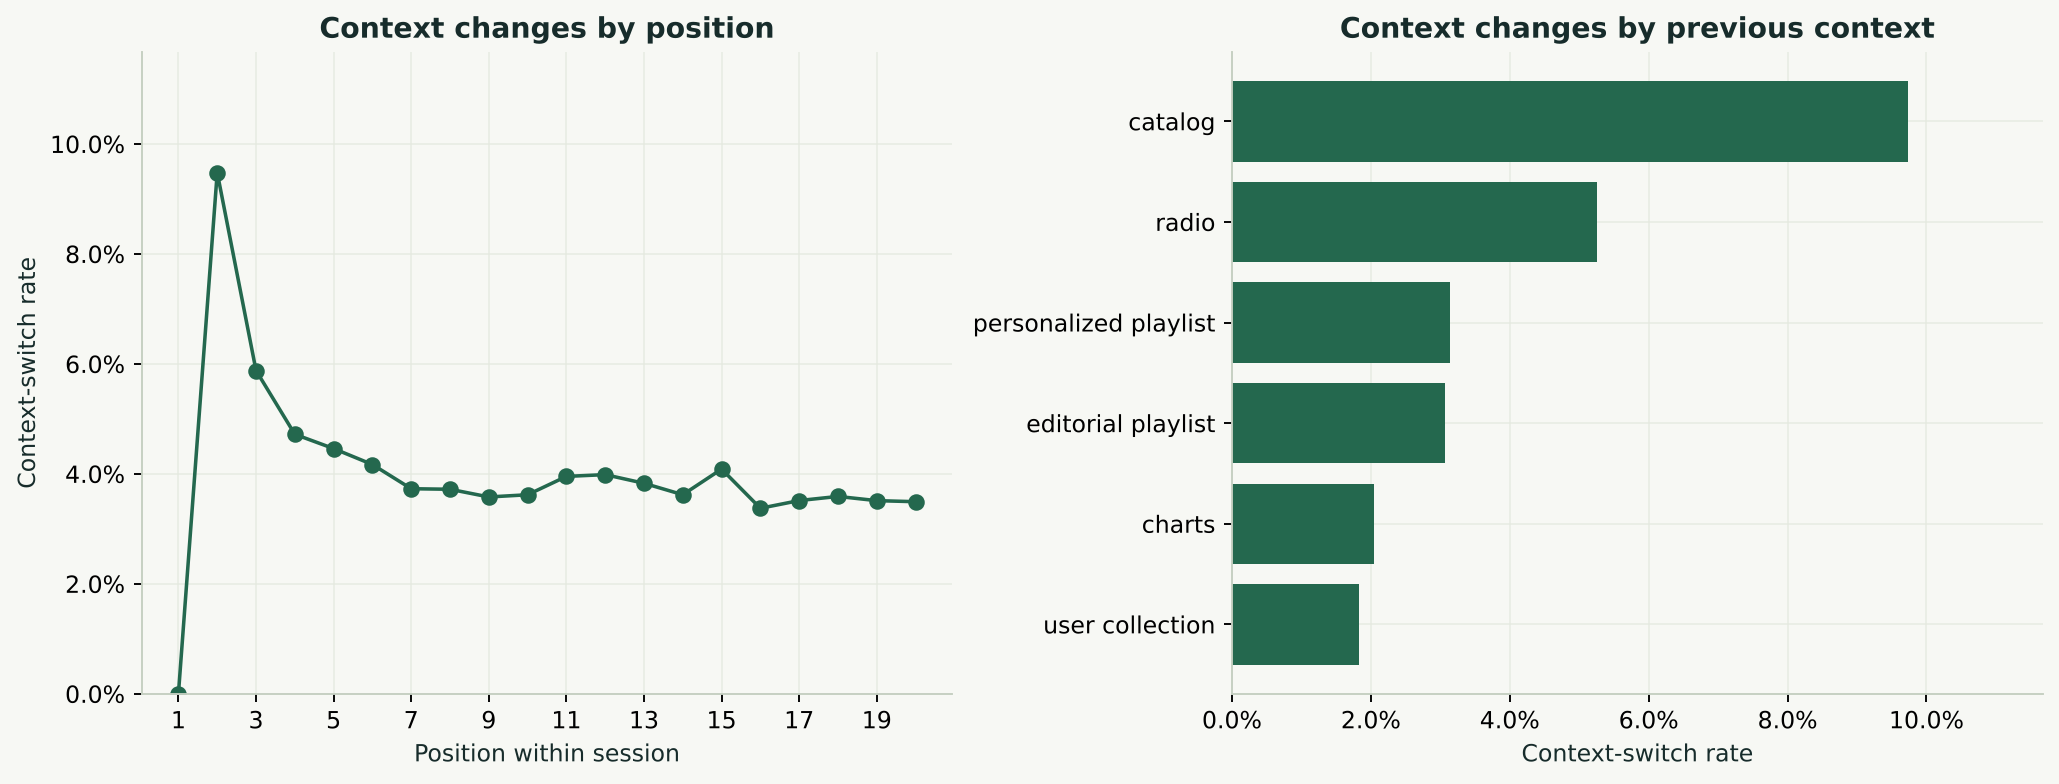 Context changes by position
Context-switch rate
10.0%
8.0%
6.0%
4.0%
2.0%
0.0%
1 3 5 7 9 11 13 15 17 19
Position within session
Context changes by previous context
catalog
radio
personalized playlist
editorial playlist
charts
user collection
0.0% 2.0% 4.0% 6.0% 8.0% 10.0%
Context-switch rate